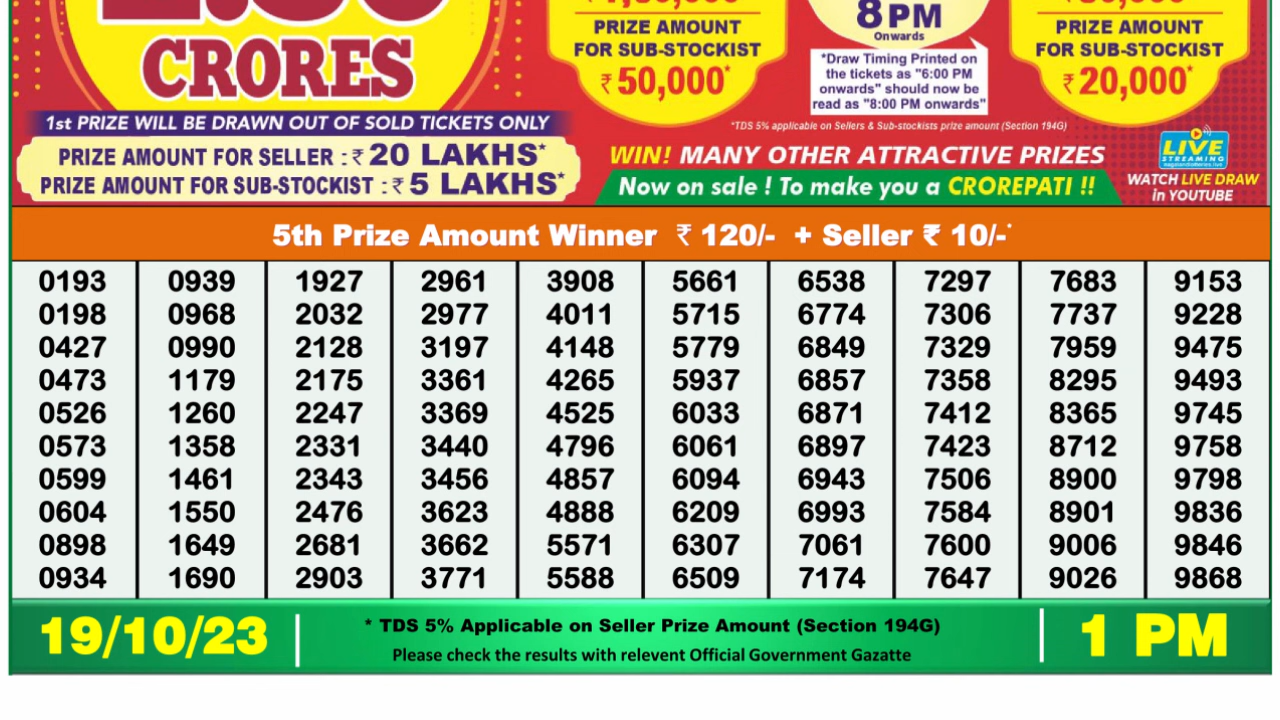 CRORES
1st PRIZE WILL BE DRAWN OUT OF SOLD TICKETS ONLY
PRIZE AMOUNT FOR SELLER : ₹ 20 LAKHS*
PRIZE AMOUNT FOR SUB-STOCKIST : ₹ 5 LAKHS*
PRIZE AMOUNT
FOR SUB-STOCKIST
₹ 50,000*
8 PM
Onwards
*Draw Timing Printed on
the tickets as "6:00 PM
onwards" should now be
read as "8:00 PM onwards"
PRIZE AMOUNT
FOR SUB-STOCKIST
₹ 20,000*
*TDS 5% applicable on Sellers & Sub-stockists prize amount (Section 194G)
WIN! MANY OTHER ATTRACTIVE PRIZES
Now on sale ! To make you a CROREPATI !!
LIVE
STREAMING
WATCH LIVE DRAW
in YOUTUBE
5th Prize Amount Winner ₹ 120/- + Seller ₹ 10/-*
0193 0939 1927 2961 3908 5661 6538 7297 7683 9153
0198 0968 2032 2977 4011 5715 6774 7306 7737 9228
0427 0990 2128 3197 4148 5779 6849 7329 7959 9475
0473 1179 2175 3361 4265 5937 6857 7358 8295 9493
0526 1260 2247 3369 4525 6033 6871 7412 8365 9745
0573 1358 2331 3440 4796 6061 6897 7423 8712 9758
0599 1461 2343 3456 4857 6094 6943 7506 8900 9798
0604 1550 2476 3623 4888 6209 6993 7584 8901 9836
0898 1649 2681 3662 5571 6307 7061 7600 9006 9846
0934 1690 2903 3771 5588 6509 7174 7647 9026 9868
19/10/23
* TDS 5% Applicable on Seller Prize Amount (Section 194G)
Please check the results with relevent Official Government Gazatte
1 PM